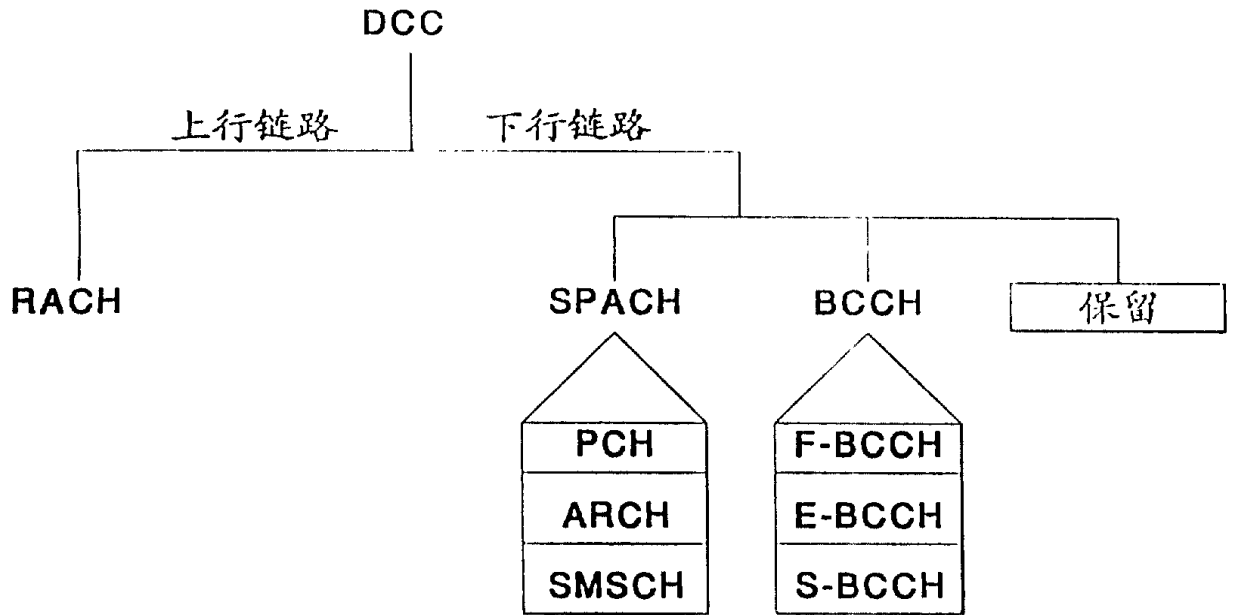 DCC
上行链路
下行链路
RACH
SPACH
BCCH
保留
PCH
ARCH
SMSCH
F-BCCH
E-BCCH
S-BCCH